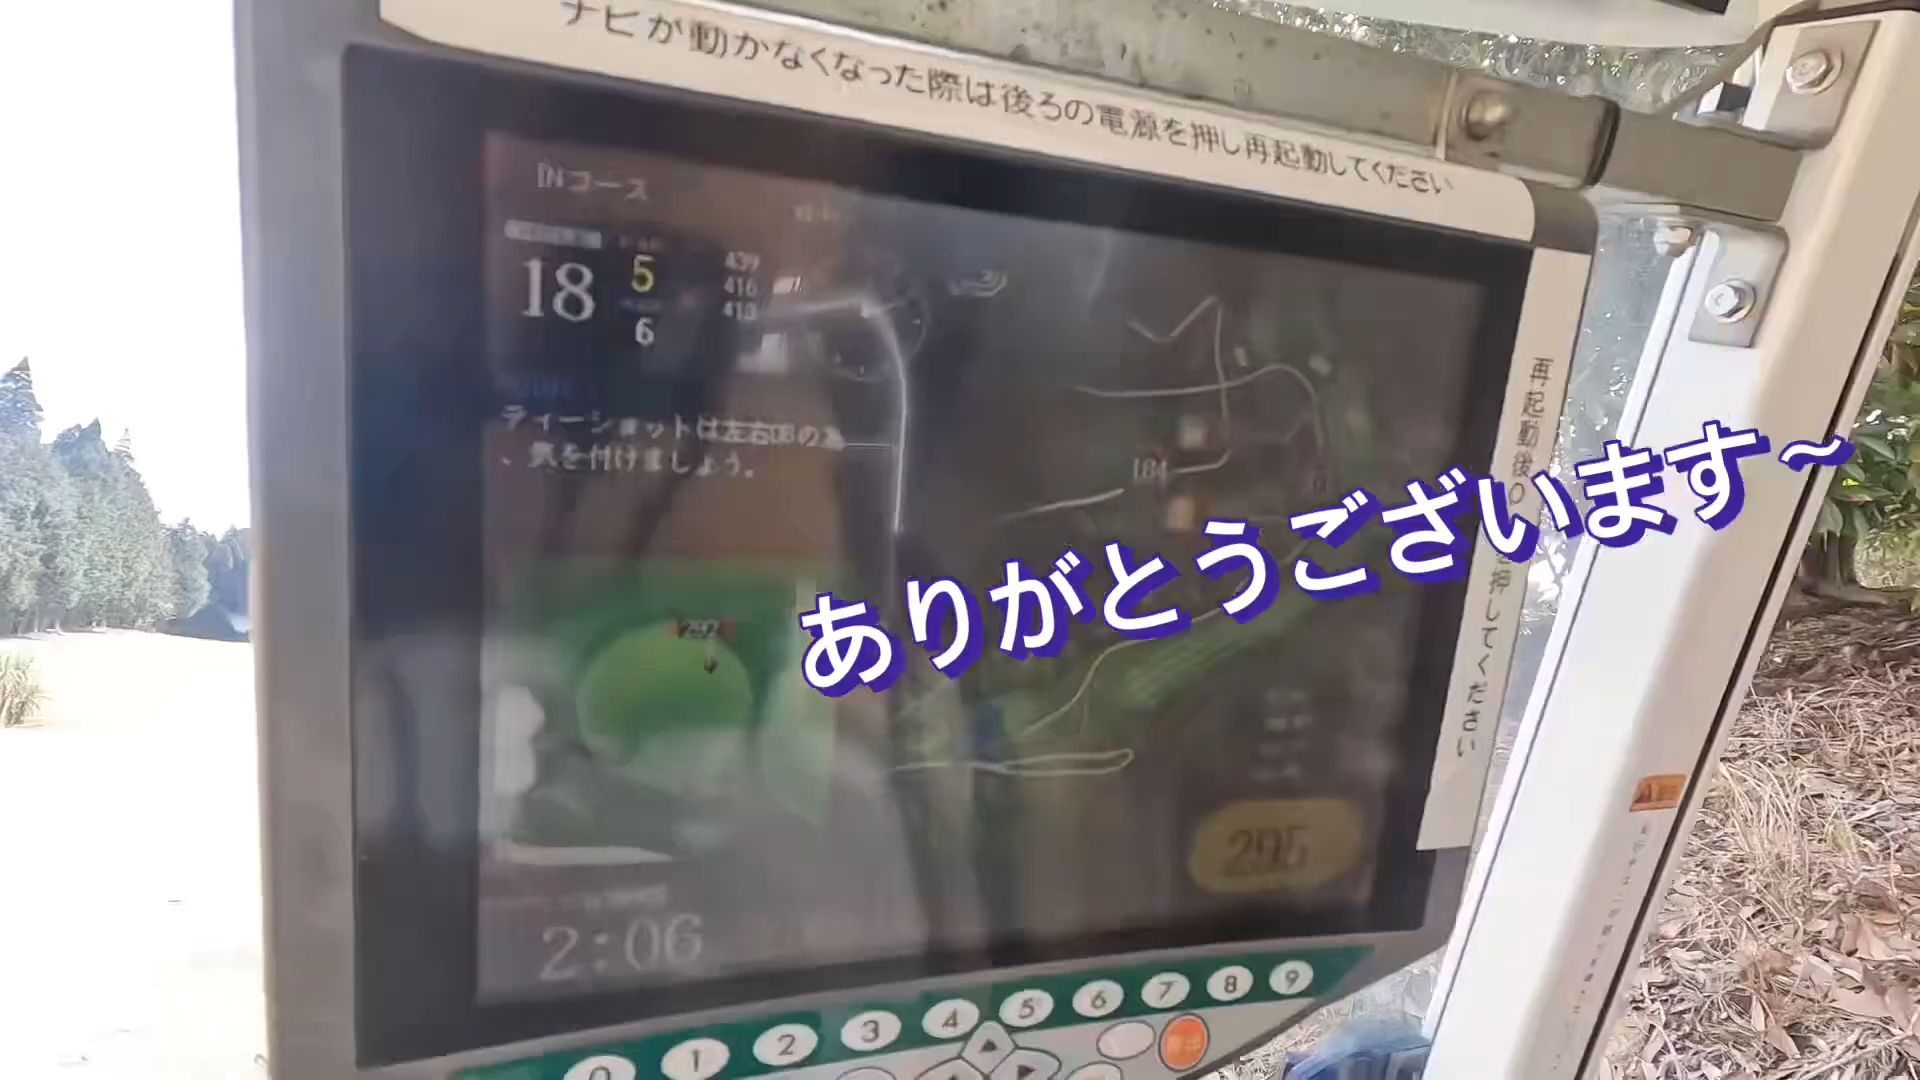 ナビが動かなくなった際は後ろの電源を押し再起動してください
INコース
18
5
6
439
416
418
ティーショットは左右OBの為
、気を付けましょう。
292
184
295
2:06
再起動後0
押してください
ありがとうございます~
0 1 2 3 4 5 6 7 8 9